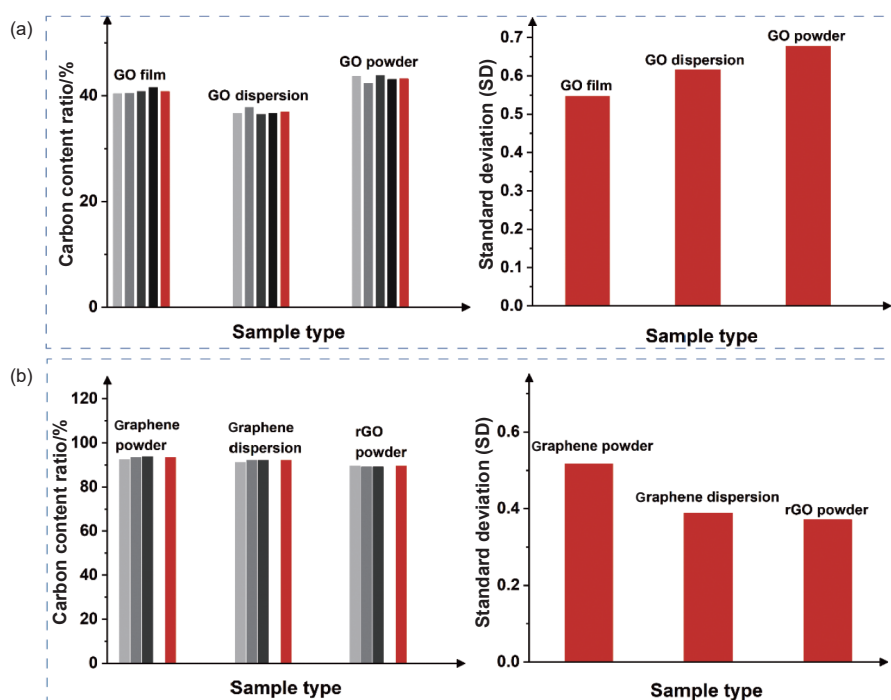 (a)
Carbon content ratio/%
40
20
0
GO film
GO dispersion
GO powder
Sample type
Standard deviation (SD)
0.7
0.6
0.5
0.4
0.3
0.2
0.1
0.0
GO film
GO dispersion
GO powder
Sample type
(b)
Carbon content ratio/%
120
100
80
60
40
20
0
Graphene
powder
Graphene
dispersion
rGO
powder
Sample type
Standard deviation (SD)
0.6
0.4
0.2
0.0
Graphene powder
Graphene dispersion
rGO powder
Sample type